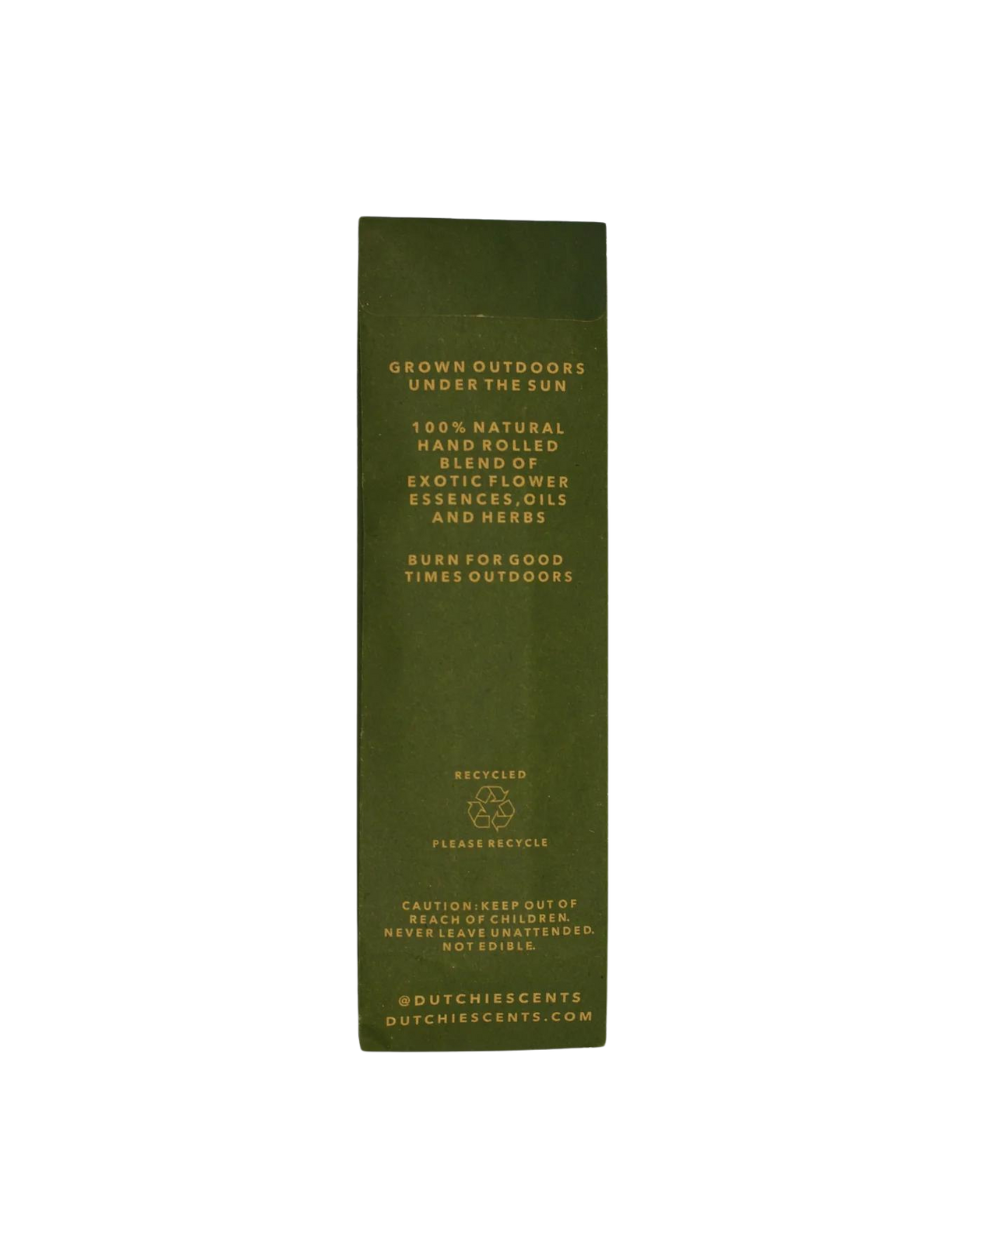 GROWN OUTDOORS
UNDER THE SUN
100% NATURAL
HAND ROLLED
BLEND OF
EXOTIC FLOWER
ESSENCES, OILS
AND HERBS
BURN FOR GOOD
TIMES OUTDOORS
RECYCLED
PLEASE RECYCLE
CAUTION: KEEP OUT OF
REACH OF CHILDREN.
NEVER LEAVE UNATTENDED.
NOT EDIBLE.
@DUTCHIESCENTS
DUTCHIESCENTS.COM